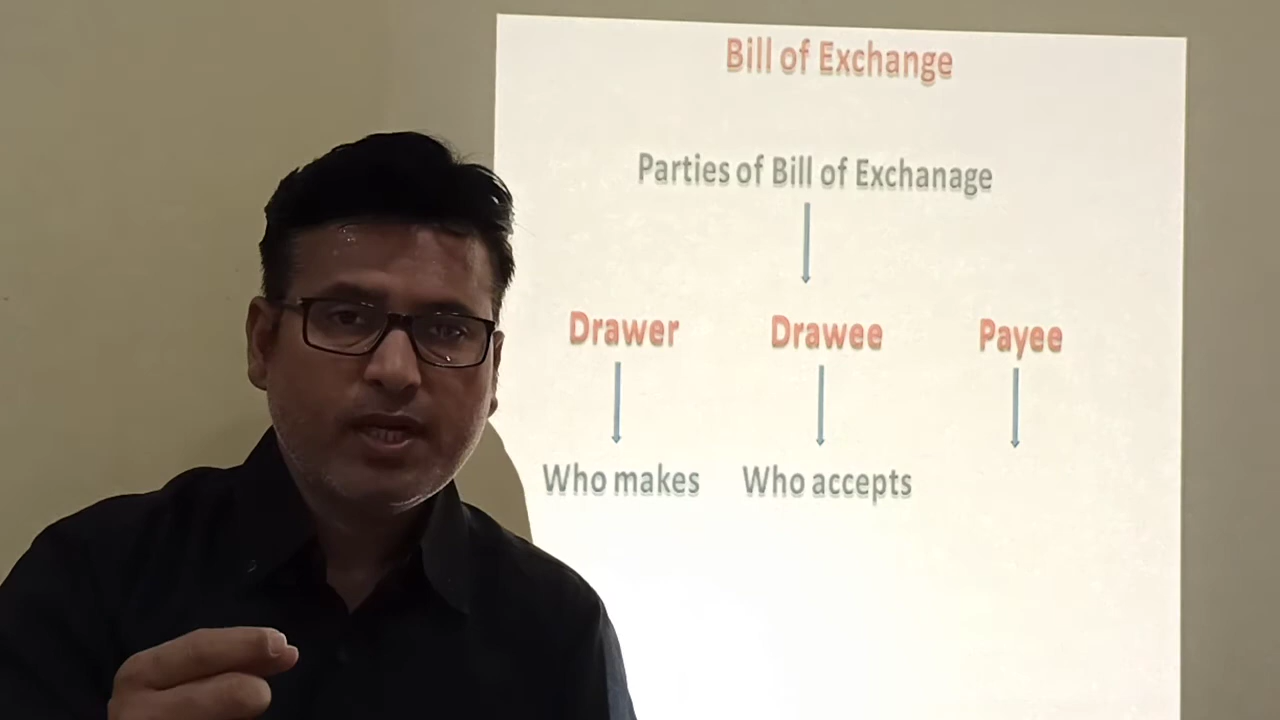 Bill of Exchange
Parties of Bill of Exchanage
Drawer Drawee Payee
Who makes Who accepts